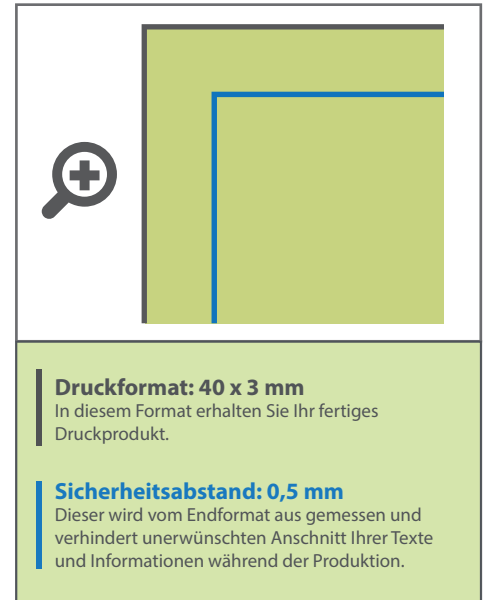 Druckformat: 40 x 3 mm
In diesem Format erhalten Sie Ihr fertiges
Druckprodukt.
Sicherheitsabstand: 0,5 mm
Dieser wird vom Endformat aus gemessen und
verhindert unerwünschten Anschnitt Ihrer Texte
und Informationen während der Produktion.